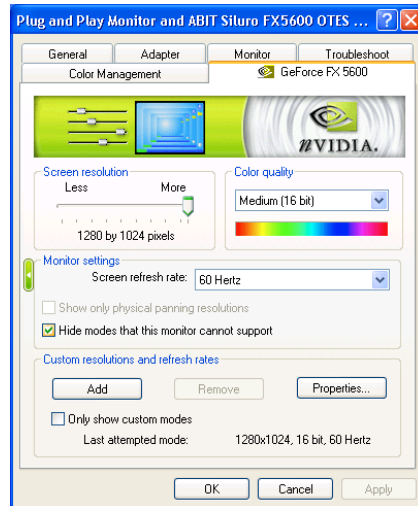 Plug and Play Monitor and ABIT Siluro FX5600 OTES ...
General Adapter Monitor Troubleshoot
Color Management GeForce FX 5600
nVIDIA.
Screen resolution
Less More
1280 by 1024 pixels
Color quality
Medium (16 bit)
Monitor settings
Screen refresh rate: 60 Hertz
Show only physical panning resolutions
Hide modes that this monitor cannot support
Custom resolutions and refresh rates
Add Remove Properties...
Only show custom modes
Last attempted mode: 1280x1024, 16 bit, 60 Hertz
OK Cancel Apply